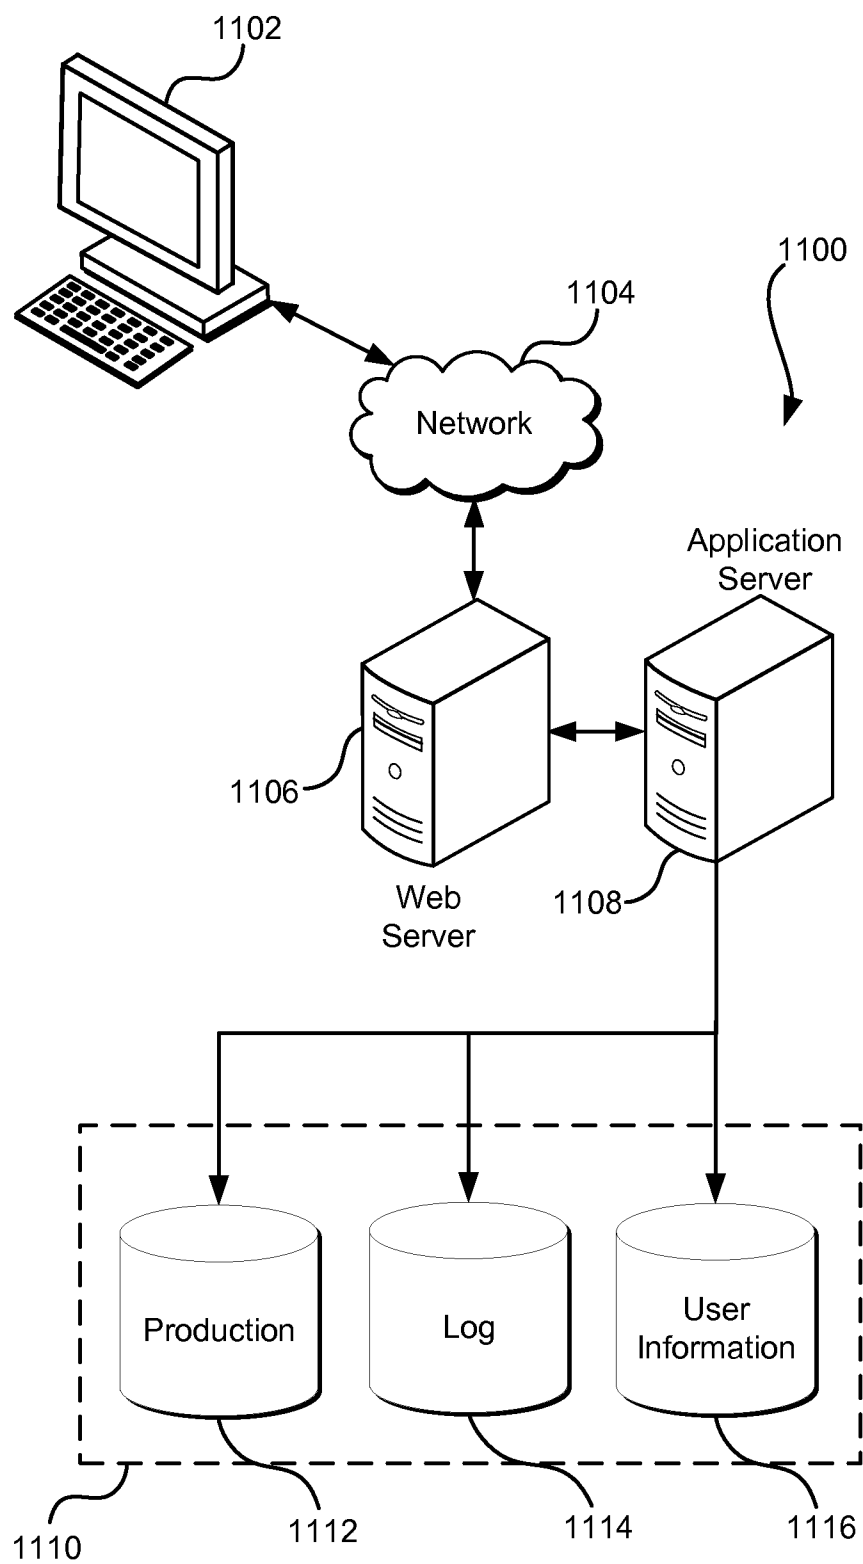 1102
1100
1104
Network
Application
Server
1106
Web
Server
1108
Production
Log
User
Information
1110
1112
1114
1116